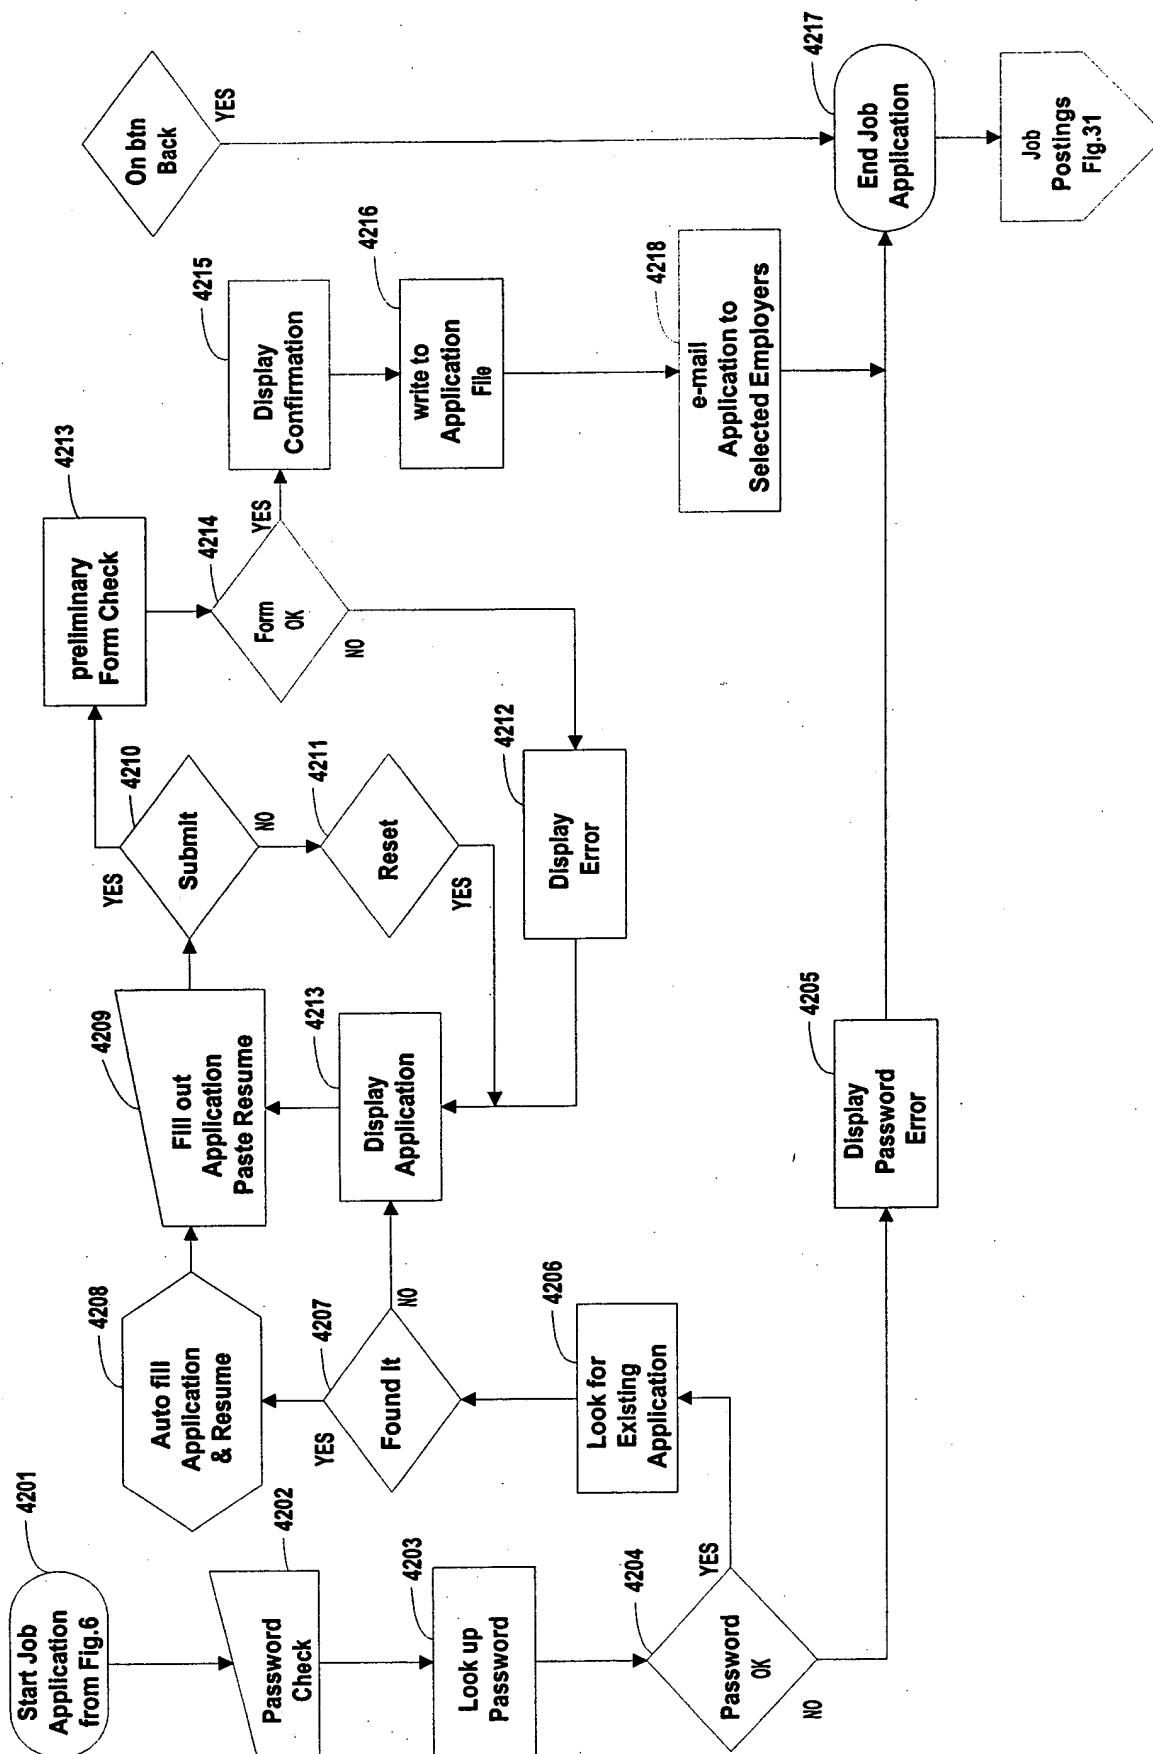 4201
Start Job
Application
from Fig.6
4202
Password
Check
4203
Look up
Password
4204
Password
OK
YES
NO
4205
Display
Password
Error
4206
Look for
Existing
Application
4207
Found It
YES
NO
4208
Auto fill
Application
& Resume
4209
Fill out
Application
Paste Resume
4213
Display
Application
4210
Submit
YES
NO
4211
Reset
YES
4212
Display
Error
4213
preliminary
Form Check
4214
Form
OK
YES
NO
4215
Display
Confirmation
4216
write to
Application
File
4218
e-mail
Application to
Selected Employers
On btn
Back
YES
4217
End Job
Application
Job
Postings
Fig.31